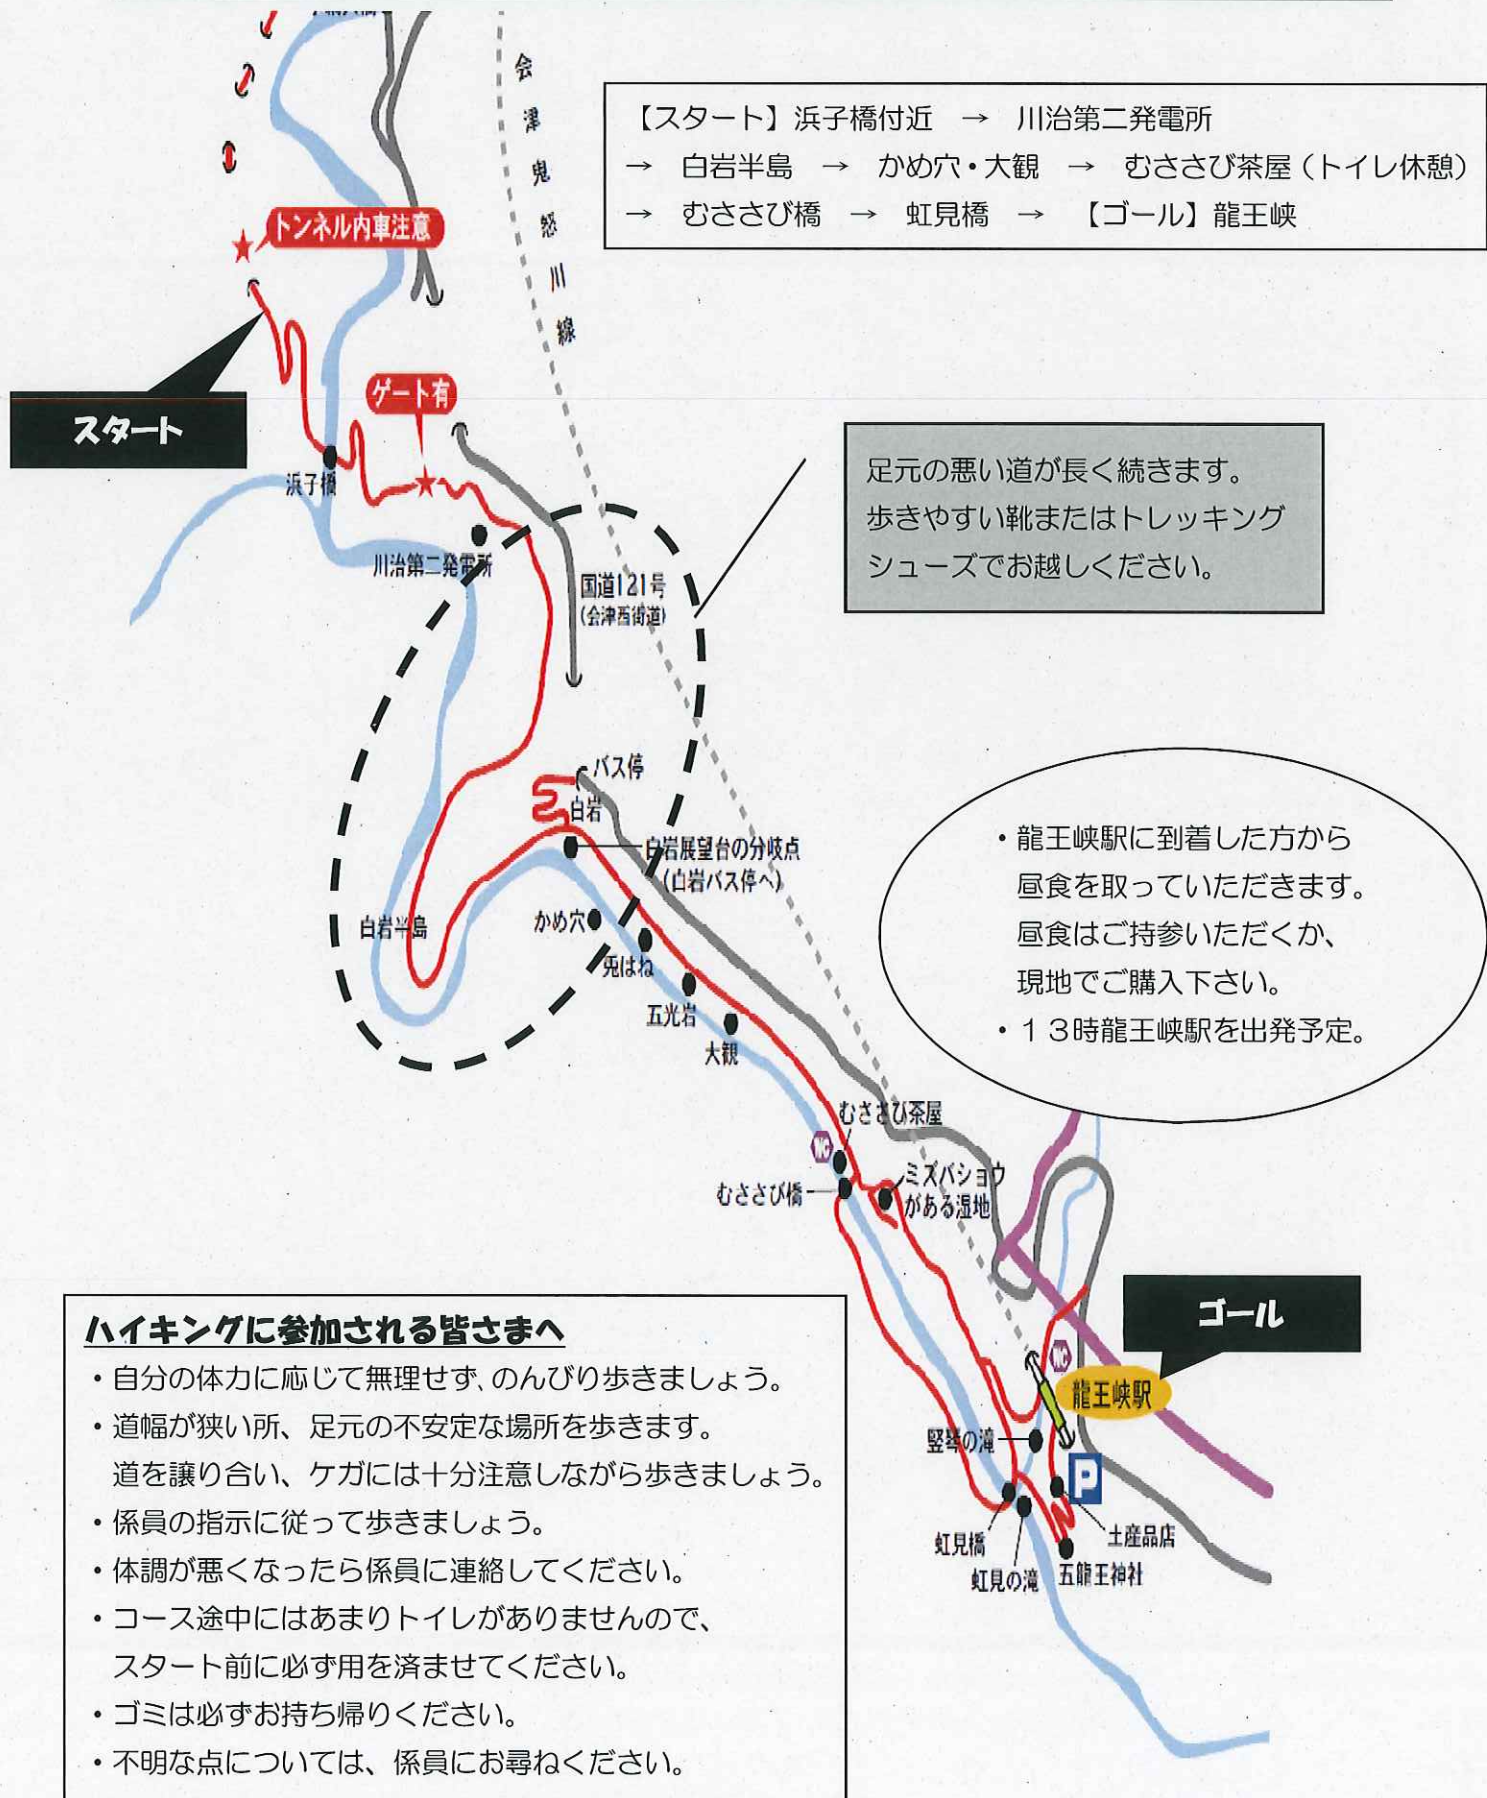 会津鬼怒川線
【スタート】浜子橋付近 → 川治第二発電所
→ 白岩半島 → かめ穴・大観 → むささび茶屋(トイレ休憩)
→ むささび橋 → 虹見橋 → 【ゴール】龍王峡
トンネル内車注意
スタート
ゲート有
浜子橋
川治第二発電所
足元の悪い道が長く続きます。
歩きやすい靴またはトレッキング
シューズでお越しください。
国道121号
(会津西街道)
バス停
白岩
白岩展望台の分岐点
(白岩バス停へ)
白岩半島
かめ穴
兎はね
五光岩
大観
・龍王峡駅に到着した方から
昼食を取っていただきます。
昼食はご持参いただくか、
現地でご購入下さい。
・13時龍王峡駅を出発予定。
むささび茶屋
WC
むささび橋
ミズバショウ
がある湿地
ゴール
WC
龍王峡駅
竪琴の滝
P
虹見橋
土産品店
虹見の滝
五龍王神社
ハイキングに参加される皆さまへ
・自分の体力に応じて無理せず、のんびり歩きましょう。
・道幅が狭い所、足元の不安定な場所を歩きます。
道を譲り合い、ケガには十分注意しながら歩きましょう。
・係員の指示に従って歩きましょう。
・体調が悪くなったら係員に連絡してください。
・コース途中にはあまりトイレがありませんので、
スタート前に必ず用を済ませてください。
・ゴミは必ずお持ち帰りください。
・不明な点については、係員にお尋ねください。